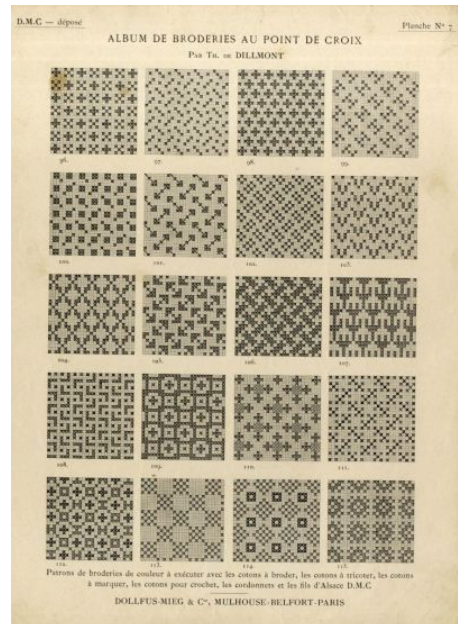 D.M.C — déposé
Planche Nº 7
ALBUM DE BRODERIES AU POINT DE CROIX
Par Th. de DILLMONT
96. 97. 98. 99.
100. 101. 102. 103.
104. 105. 106. 107.
108. 109. 110. 111.
112. 113. 114. 115.
Patrons de broderies de couleur à exécuter avec les cotons à broder, les cotons à tricoter, les cotons
à marquer, les cotons pour crochet, les cordonnets et les fils d'Alsace D.M.C
DOLLFUS-MIEG & Cie, MULHOUSE-BELFORT-PARIS